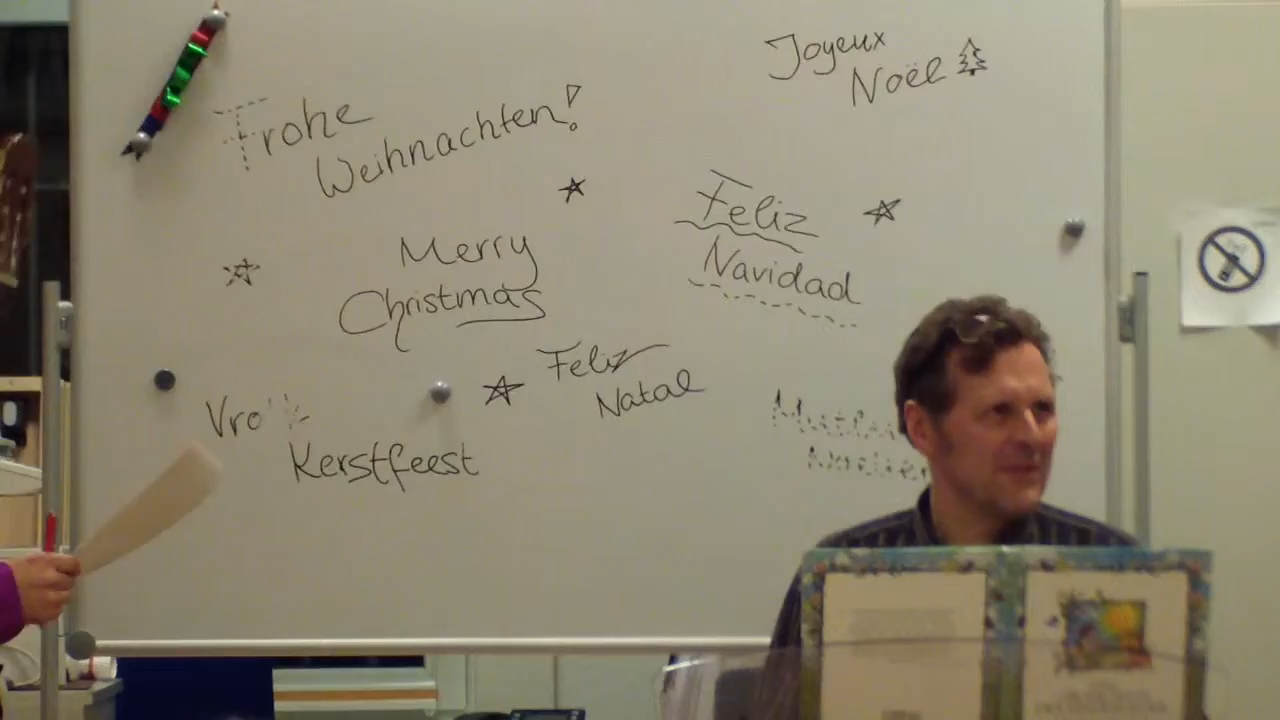 Joyeux
Noël
Frohe
Weihnachten!
Feliz
Navidad
Merry
Christmas
Feliz
Natal
Kerstfeest